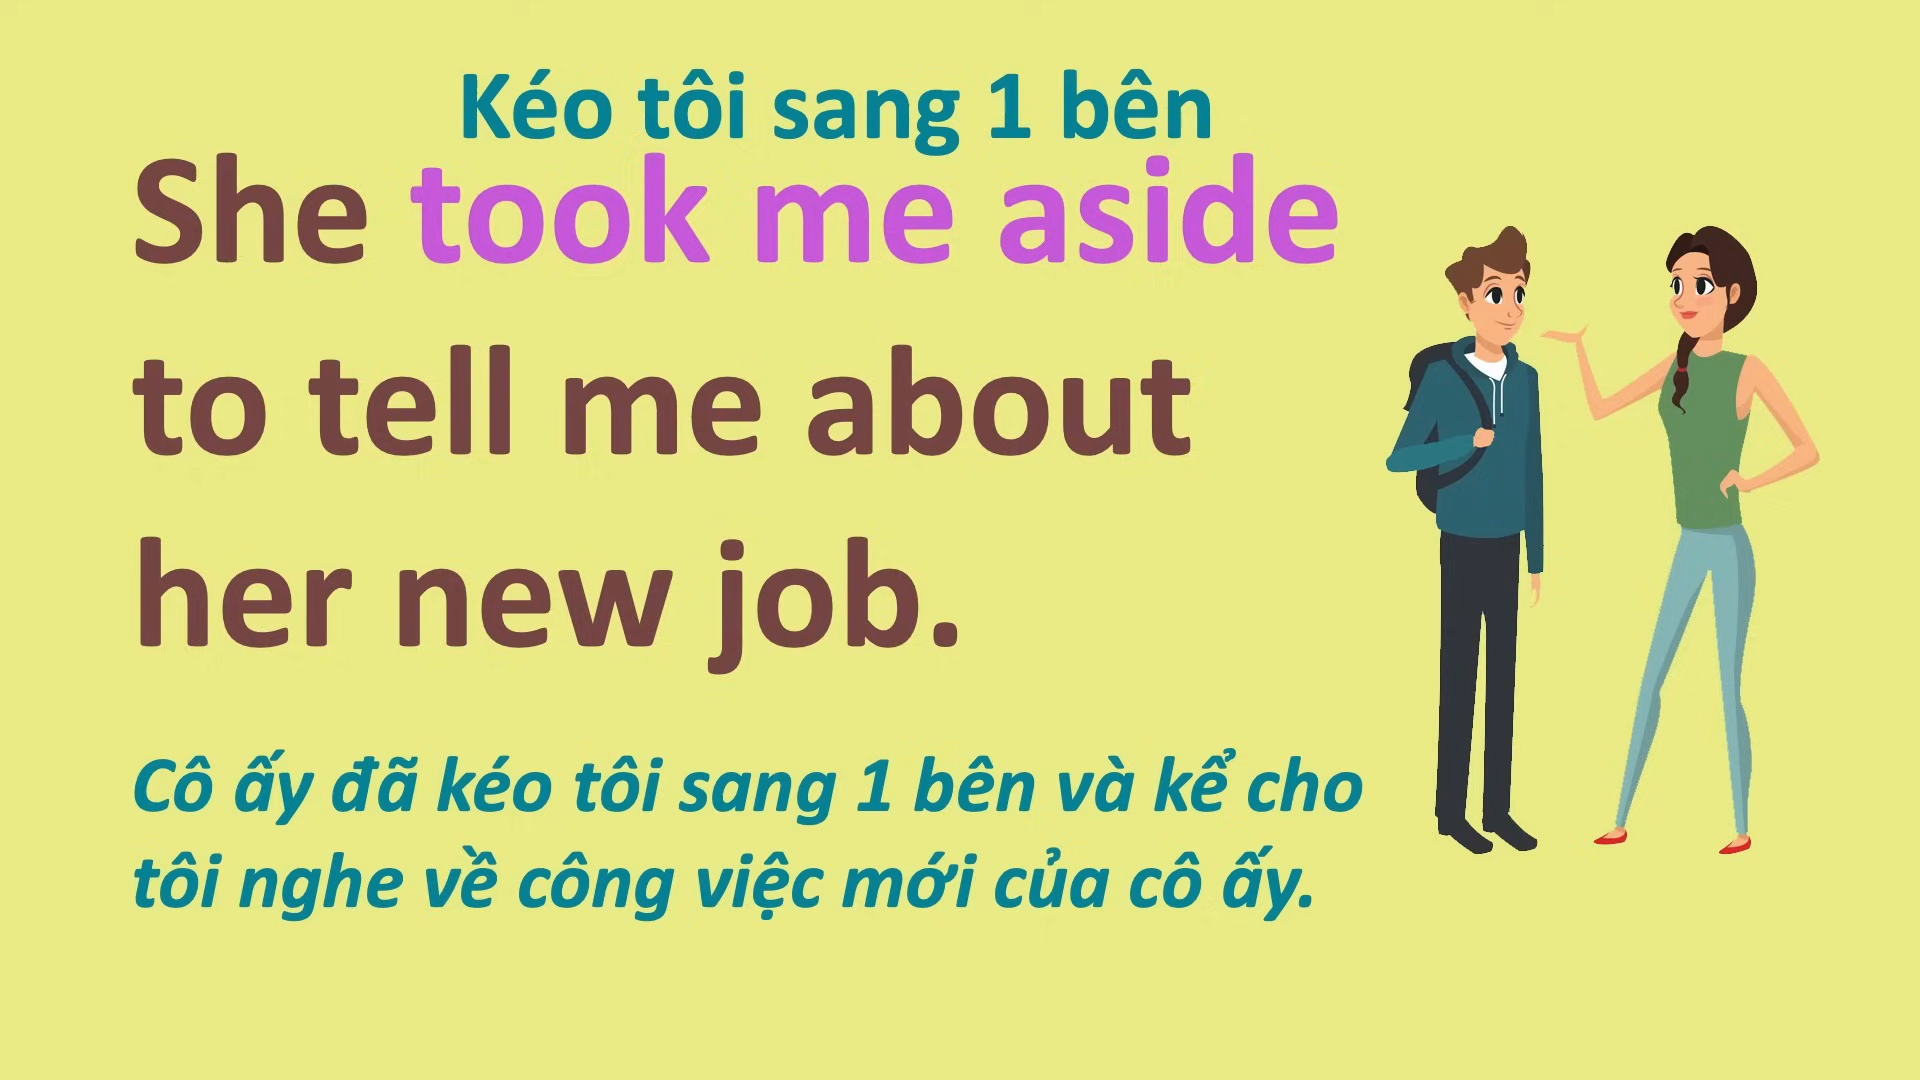 Kéo tôi sang 1 bên
She took me aside
to tell me about
her new job.
Cô ấy đã kéo tôi sang 1 bên và kể cho
tôi nghe về công việc mới của cô ấy.